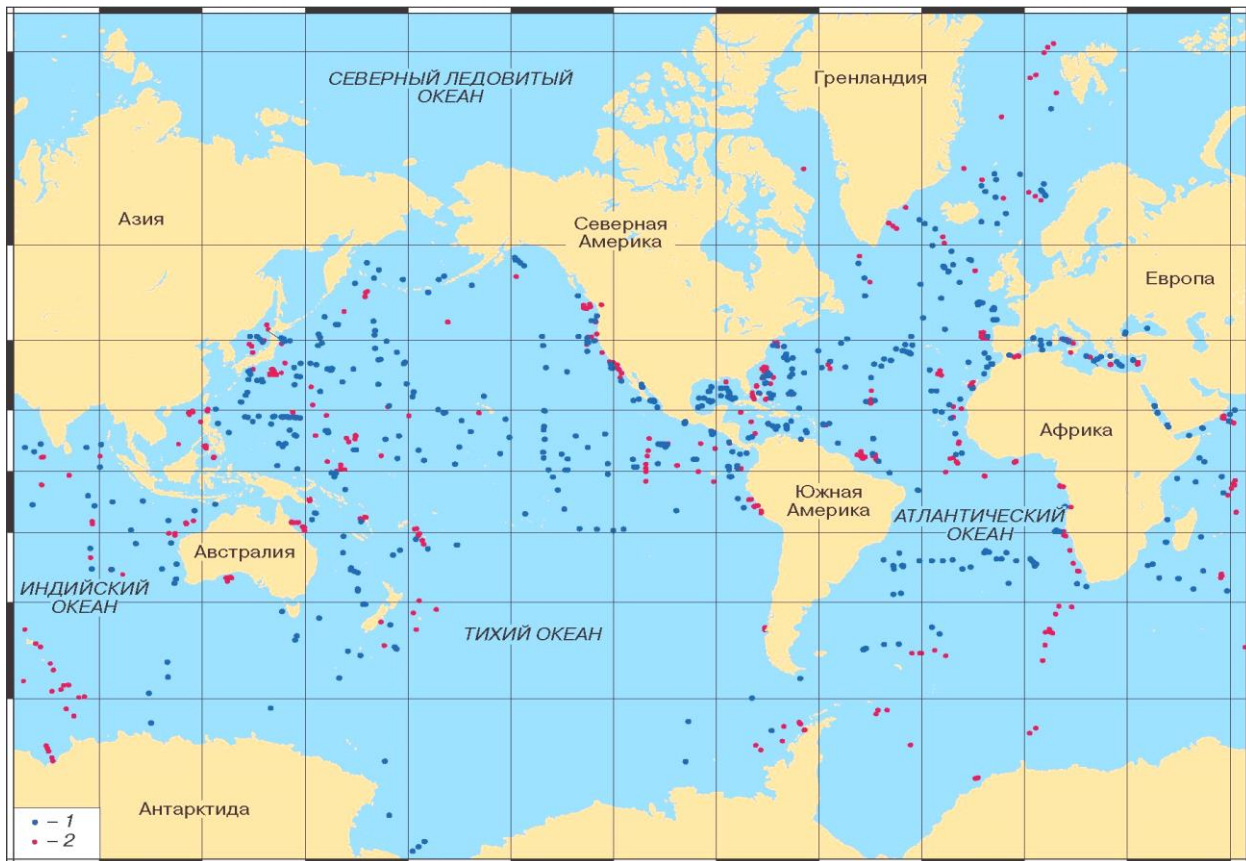 СЕВЕРНЫЙ ЛЕДОВИТЫЙ
ОКЕАН
Гренландия
Азия
Северная
Америка
Европа
Африка
Южная
Америка
АТЛАНТИЧЕСКИЙ
ОКЕАН
Австралия
ИНДИЙСКИЙ
ОКЕАН
ТИХИЙ ОКЕАН
Антарктида
– 1
– 2